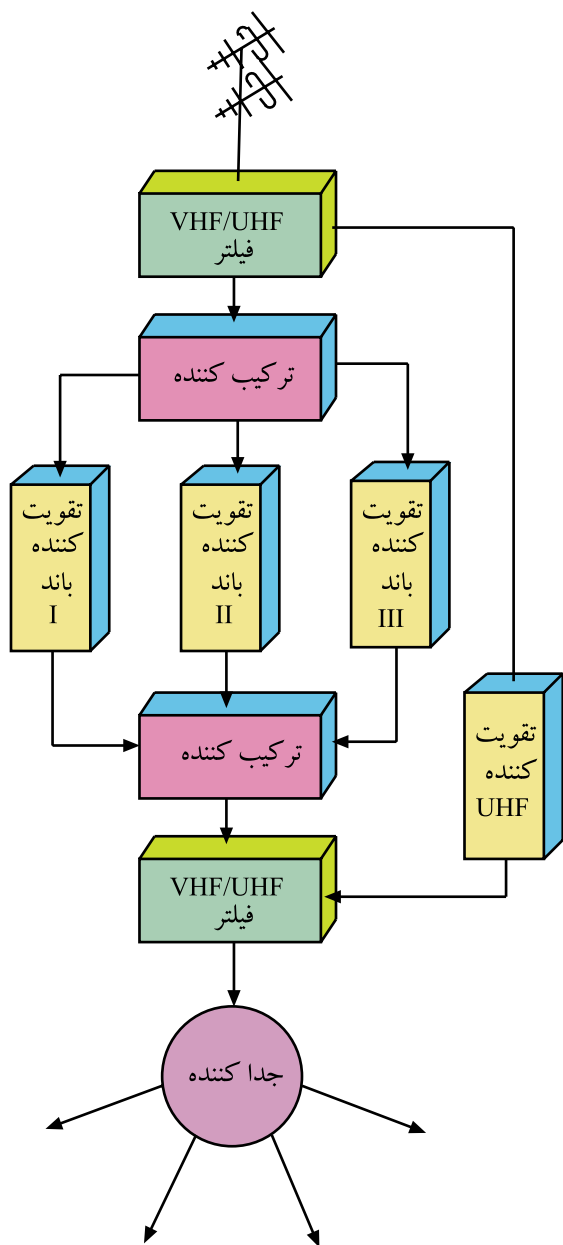 VHF/UHF
فیلتر
ترکیب کننده
تقویت
کننده
باند
I
تقویت
کننده
باند
II
تقویت
کننده
باند
III
ترکیب کننده
تقویت
کننده
UHF
VHF/UHF
فیلتر
جدا کننده